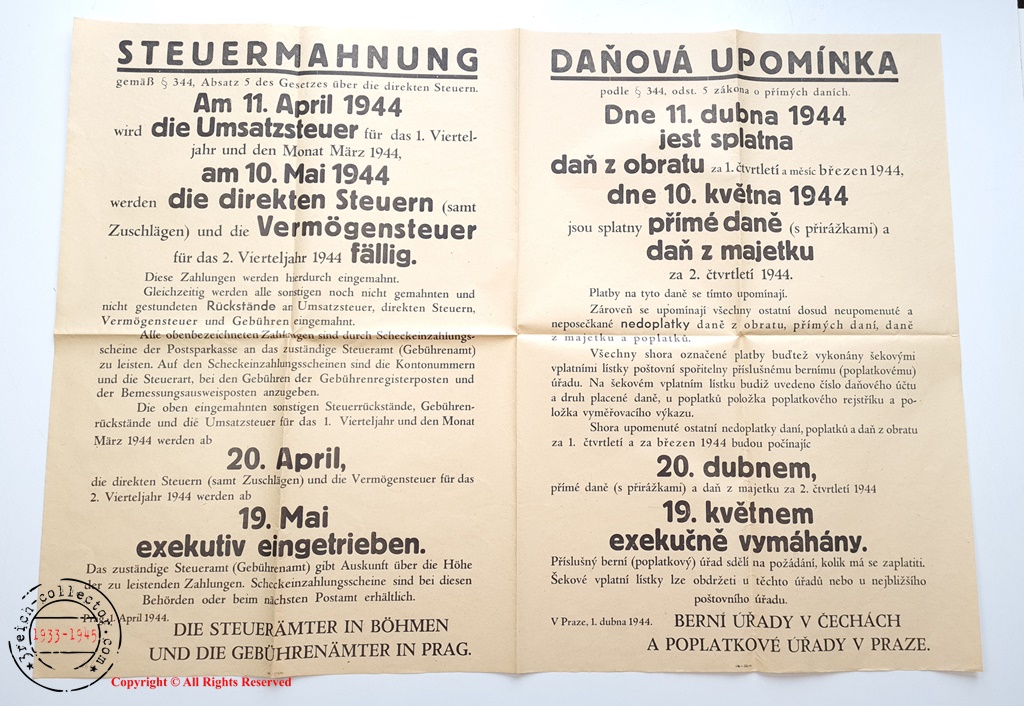 STEUERMAHNUNG
gemäß § 344, Absatz 5 des Gesetzes über die direkten Steuern.
Am 11. April 1944
wird die Umsatzsteuer für das 1. Viertel-
jahr und den Monat März 1944,
am 10. Mai 1944
werden die direkten Steuern (samt
Zuschlägen) und die Vermögensteuer
für das 2. Vierteljahr 1944 fällig.
Diese Zahlungen werden hierdurch eingemahnt.
Gleichzeitig werden alle sonstigen noch nicht gemahnten und
nicht gestundeten Rückstände an Umsatzsteuer, direkten Steuern,
Vermögensteuer und Gebühren eingemahnt.
Alle obenbezeichneten Zahlungen sind durch Scheckeinzahlungs-
scheine der Postsparkasse an das zuständige Steueramt (Gebührenamt)
zu leisten. Auf den Scheckeinzahlungsscheinen sind die Kontonummern
und die Steuerart, bei den Gebühren der Gebührenregisterposten und
der Bemessungsausweisposten anzugeben.
Die oben eingemahnten sonstigen Steuerrückstände, Gebühren-
rückstände und die Umsatzsteuer für das 1. Vierteljahr und den Monat
März 1944 werden ab
20. April,
die direkten Steuern (samt Zuschlägen) und die Vermögensteuer für das
2. Vierteljahr 1944 werden ab
19. Mai
exekutiv eingetrieben.
Das zuständige Steueramt (Gebührenamt) gibt Auskunft über die Höhe
der zu leistenden Zahlungen. Scheckeinzahlungsscheine sind bei diesen
Behörden oder beim nächsten Postamt erhältlich.
1. April 1944.
DIE STEUERÄMTER IN BÖHMEN
UND DIE GEBÜHRENÄMTER IN PRAG.
DAŇOVÁ UPOMÍNKA
podle § 344, odst. 5 zákona o přímých daních.
Dne 11. dubna 1944
jest splatna
daň z obratu za 1. čtvrtletí a měsíc březen 1944,
dne 10. května 1944
jsou splatny přímé daně (s přirážkami) a
daň z majetku
za 2. čtvrtletí 1944.
Platby na tyto daně se tímto upomínají.
Zároveň se upomínají všechny ostatní dosud neupomenuté a
neposečkané nedoplatky daně z obratu, přímých daní, daně
z majetku a poplatků.
Všechny shora označené platby buďtež vykonány šekovými
vplatními lístky poštovní spořitelny příslušnému bernímu (poplatkovému)
úřadu. Na šekovém vplatním lístku budiž uvedeno číslo daňového účtu
a druh placené daně, u poplatků položka poplatkového rejstříku a po-
ložka vyměřovacího výkazu.
Shora upomenuté ostatní nedoplatky daní, poplatků a daň z obratu
za 1. čtvrtletí a za březen 1944 budou počínajíc
20. dubnem,
přímé daně (s přirážkami) a daň z majetku za 2. čtvrtletí 1944
19. květnem
exekučně vymáhány.
Příslušný berní (poplatkový) úřad sdělí na požádání, kolik má se zaplatiti.
Šekové vplatní lístky lze obdržeti u těchto úřadů nebo u nejbližšího
poštovního úřadu.
V Praze, 1. dubna 1944.
BERNÍ ÚŘADY V ČECHÁCH
A POPLATKOVÉ ÚŘADY V PRAZE.
3reich-collector.com
1933-1945
Copyright © All Rights Reserved